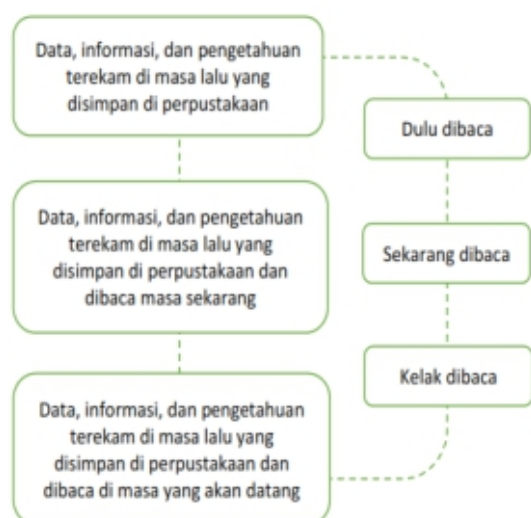 Data, informasi, dan pengetahuan
terekam di masa lalu yang
disimpan di perpustakaan
Dulu dibaca
Data, informasi, dan pengetahuan
terekam di masa lalu yang
disimpan di perpustakaan dan
dibaca masa sekarang
Sekarang dibaca
Kelak dibaca
Data, informasi, dan pengetahuan
terekam di masa lalu yang
disimpan di perpustakaan dan
dibaca di masa yang akan datang